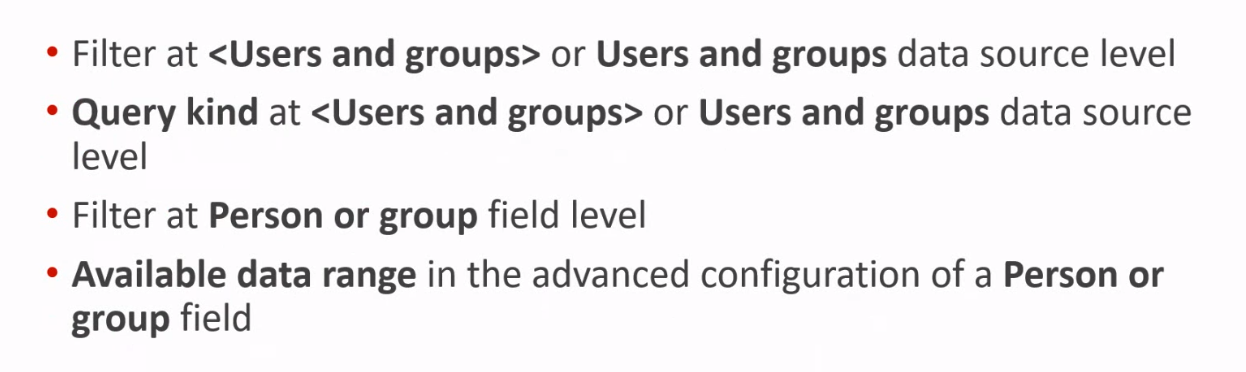 • Filter at <Users and groups> or Users and groups data source level
• Query kind at <Users and groups> or Users and groups data source
level
• Filter at Person or group field level
• Available data range in the advanced configuration of a Person or
group field